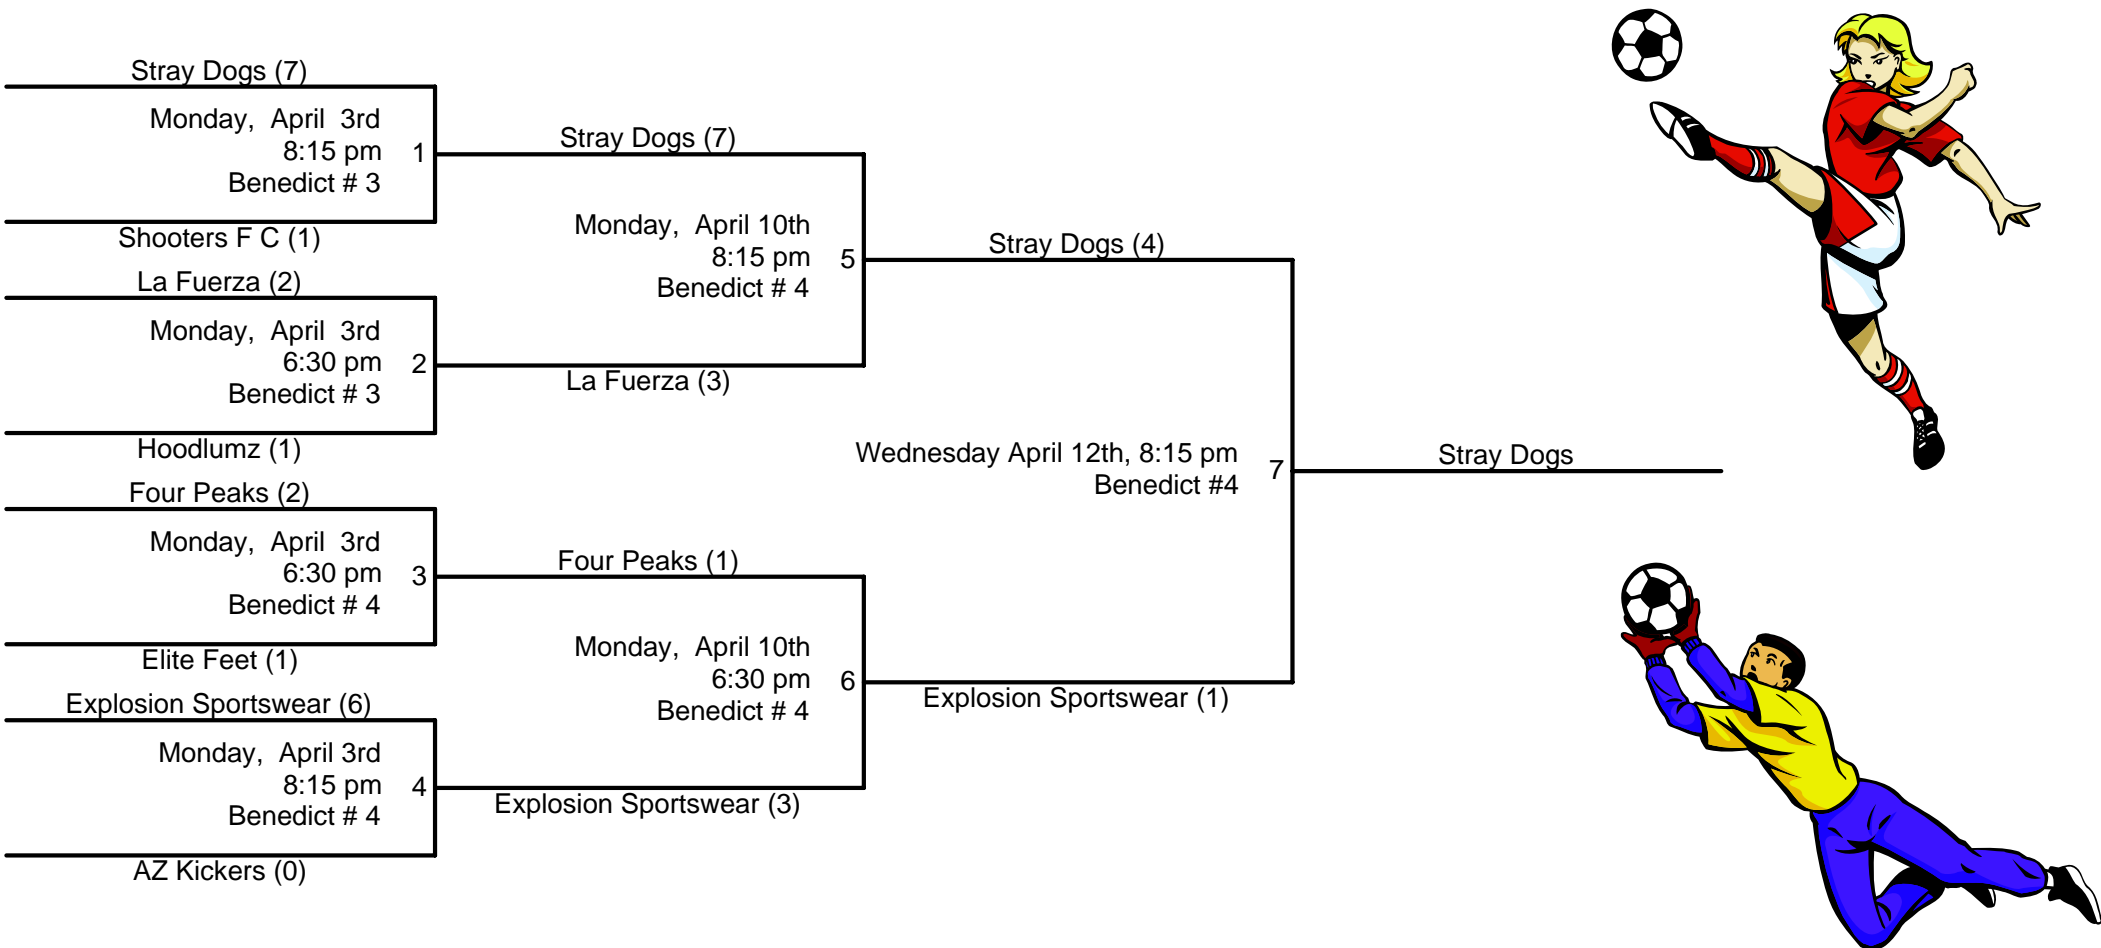 Stray Dogs (7)
Monday,  April  3rd
8:15 pm 1
Benedict # 3
Shooters F C (1)
La Fuerza (2)
Monday,  April  3rd
6:30 pm 2
Benedict # 3
Hoodlumz (1)
Four Peaks (2)
Monday,  April  3rd
6:30 pm 3
Benedict # 4
Elite Feet (1)
Explosion Sportswear (6)
Monday,  April 3rd
8:15 pm 4
Benedict # 4
AZ Kickers (0)
Stray Dogs (7)
Monday,  April 10th
8:15 pm 5
Benedict # 4
La Fuerza (3)
Four Peaks (1)
Monday,  April 10th
6:30 pm 6
Benedict # 4
Explosion Sportswear (3)
Stray Dogs (4)
Wednesday April 12th, 8:15 pm 7
Benedict #4
Explosion Sportswear (1)
Stray Dogs